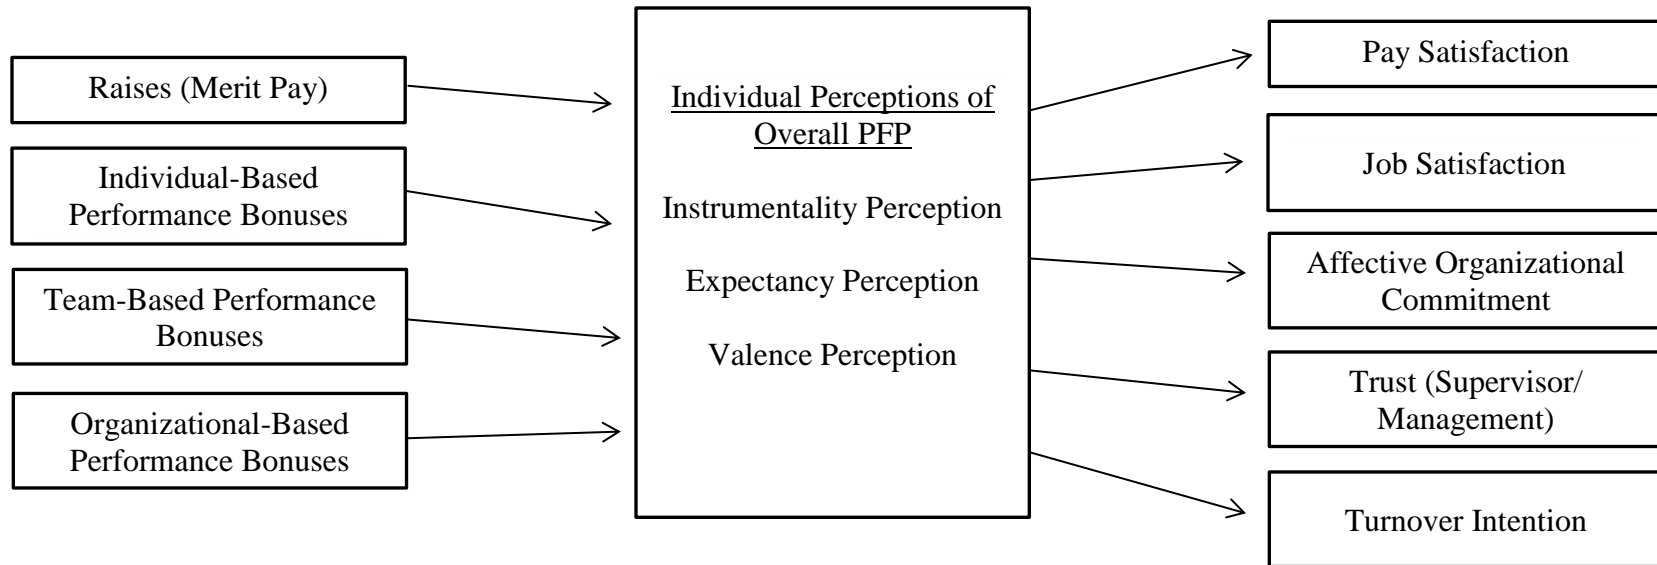 Raises (Merit Pay)
Individual-Based
Performance Bonuses
Team-Based Performance
Bonuses
Organizational-Based
Performance Bonuses
Individual Perceptions of
Overall PFP
Instrumentality Perception
Expectancy Perception
Valence Perception
Pay Satisfaction
Job Satisfaction
Affective Organizational
Commitment
Trust (Supervisor/
Management)
Turnover Intention